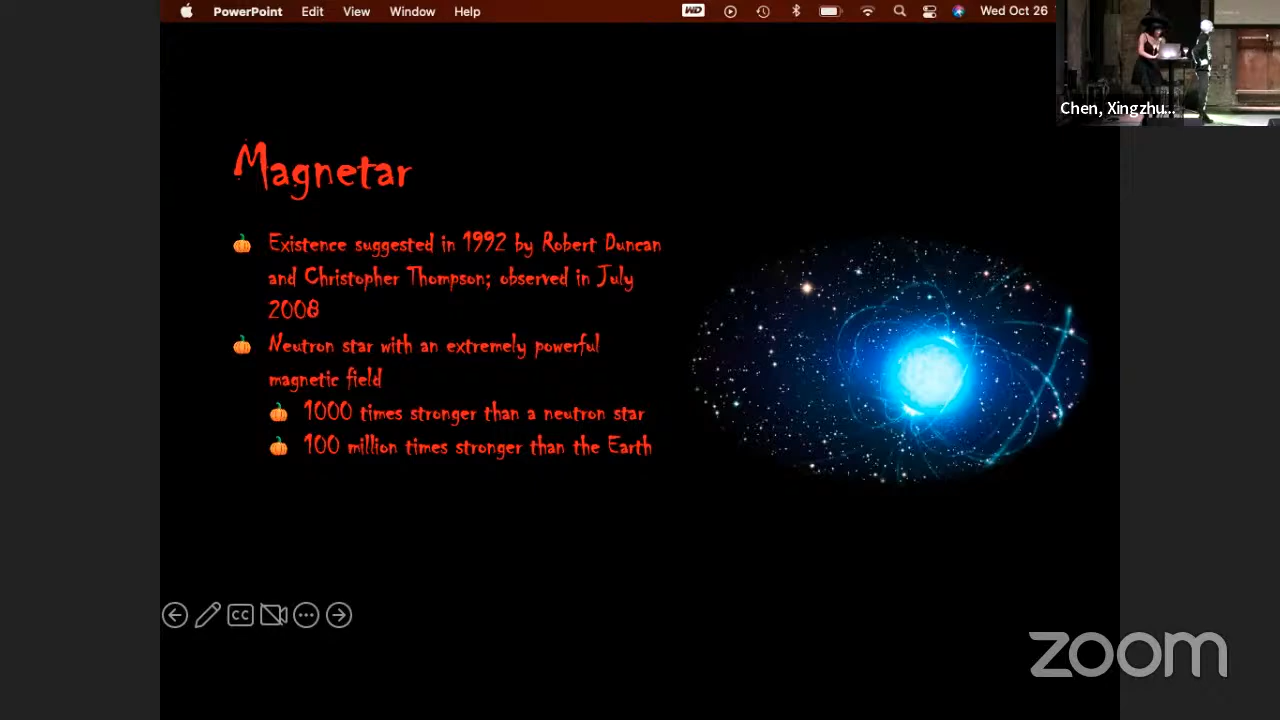 PowerPoint Edit View Window Help
WD
Wed Oct 26
Chen, Xingzhu...
Magnetar
Existence suggested in 1992 by Robert Duncan
and Christopher Thompson; observed in July
2008
Neutron star with an extremely powerful
magnetic field
1000 times stronger than a neutron star
100 million times stronger than the Earth
CC
zoom